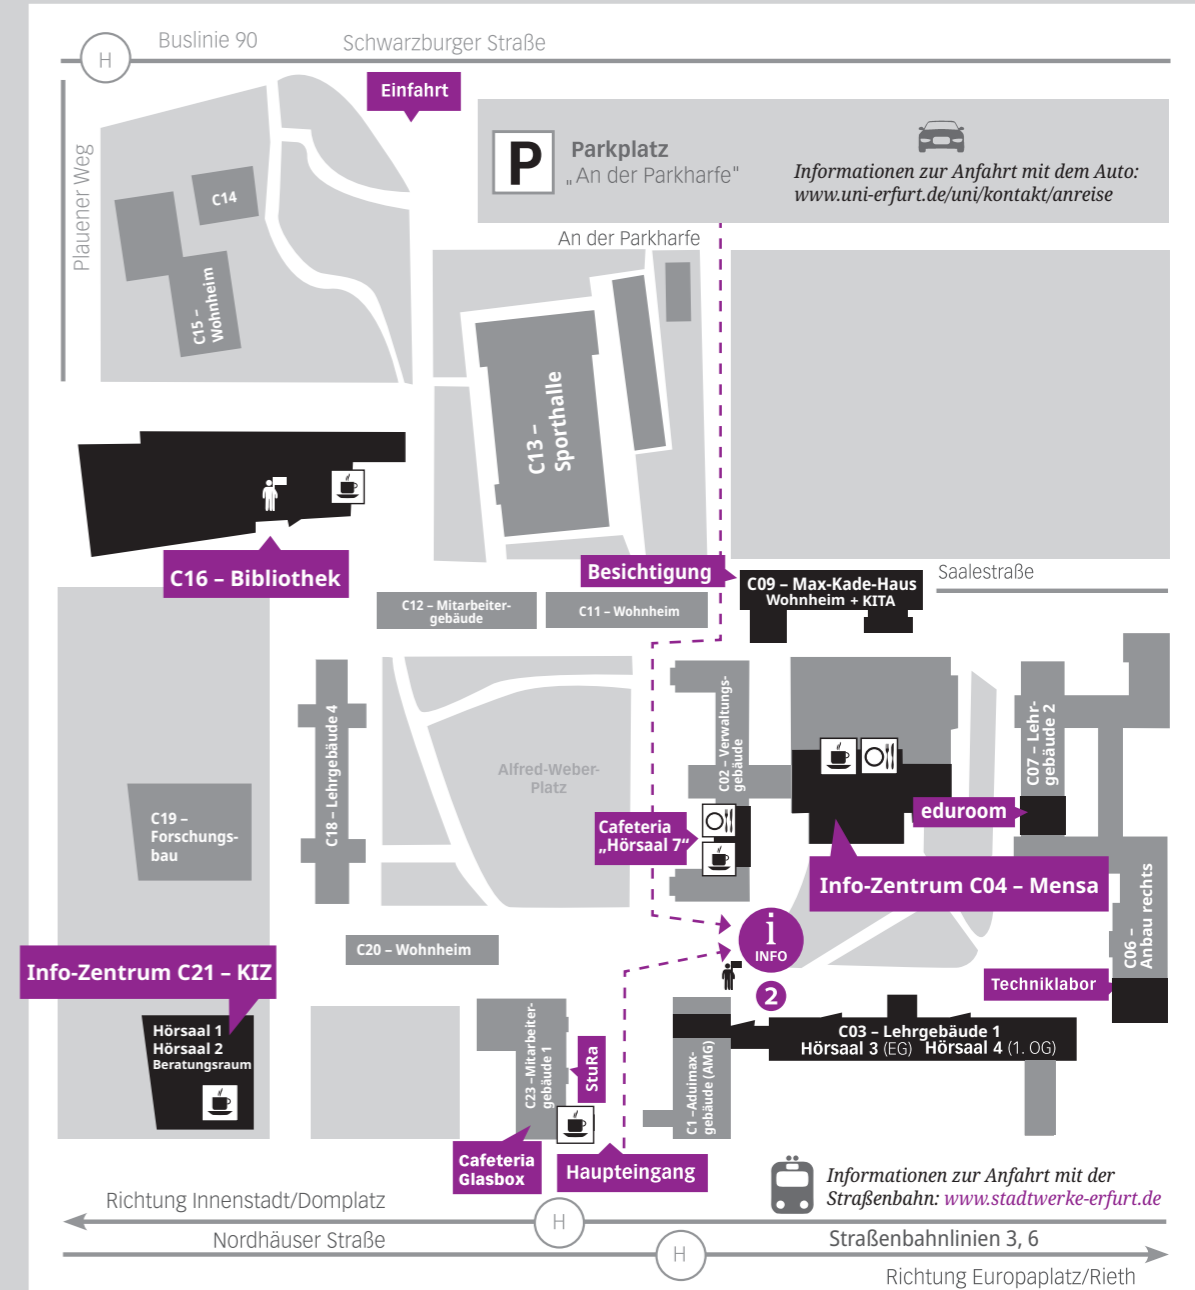 Buslinie 90
Schwarzburger Straße
H
Einfahrt
Plauener Weg
P
Parkplatz
„An der Parkharfe"
Informationen zur Anfahrt mit dem Auto:
www.uni-erfurt.de/uni/kontakt/anreise
An der Parkharfe
C14
C15 –
Wohnheim
C13 –
Sporthalle
C16 – Bibliothek
Besichtigung
C09 – Max-Kade-Haus
Wohnheim + KITA
Saalestraße
C12 – Mitarbeiter-
gebäude
C11 – Wohnheim
C18 – Lehrgebäude 4
Alfred-Weber-
Platz
C02 – Verwaltungs-
gebäude
C07 – Lehr-
gebäude 2
C19 –
Forschungs-
bau
Cafeteria
„Hörsaal 7“
eduroom
Info-Zentrum C04 – Mensa
C06 –
Anbau rechts
i
INFO
2
C20 – Wohnheim
Info-Zentrum C21 – KIZ
Techniklabor
Hörsaal 1
Hörsaal 2
Beratungsraum
C23 –Mitarbeiter-
gebäude 1
StuRa
C1 –Aduimax-
gebäude (AMG)
C03 – Lehrgebäude 1
Hörsaal 3 (EG) Hörsaal 4 (1. OG)
Cafeteria
Glasbox
Haupteingang
Informationen zur Anfahrt mit der
Straßenbahn: www.stadtwerke-erfurt.de
Richtung Innenstadt/Domplatz
H
Nordhäuser Straße
H
Straßenbahnlinien 3, 6
Richtung Europaplatz/Rieth